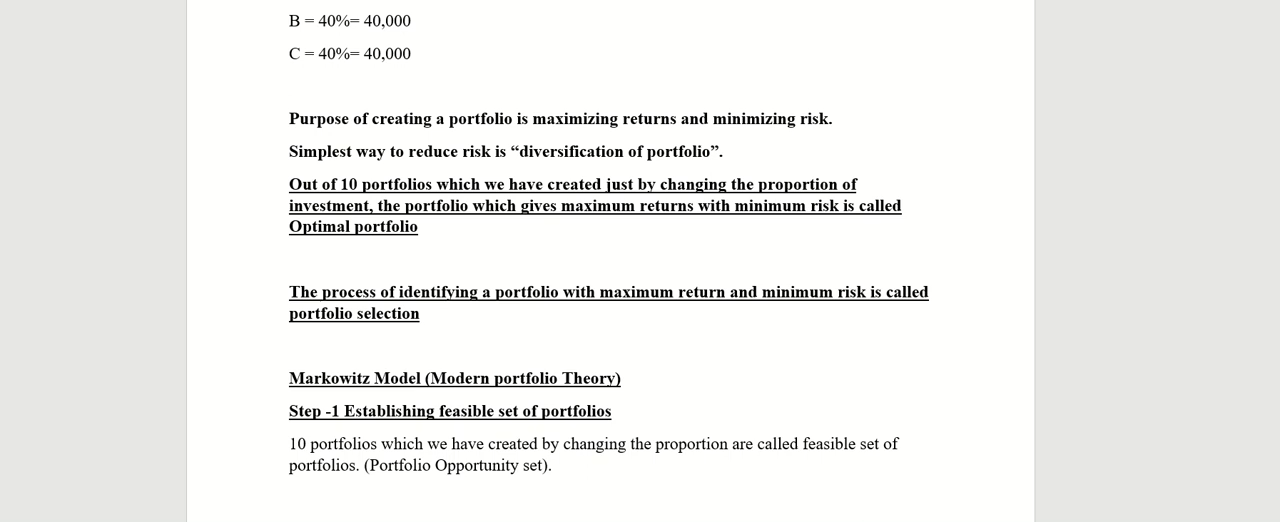 B = 40%= 40,000
C = 40%= 40,000
Purpose of creating a portfolio is maximizing returns and minimizing risk.
Simplest way to reduce risk is “diversification of portfolio”.
Out of 10 portfolios which we have created just by changing the proportion of
investment, the portfolio which gives maximum returns with minimum risk is called
Optimal portfolio
The process of identifying a portfolio with maximum return and minimum risk is called
portfolio selection
Markowitz Model (Modern portfolio Theory)
Step -1 Establishing feasible set of portfolios
10 portfolios which we have created by changing the proportion are called feasible set of
portfolios. (Portfolio Opportunity set).